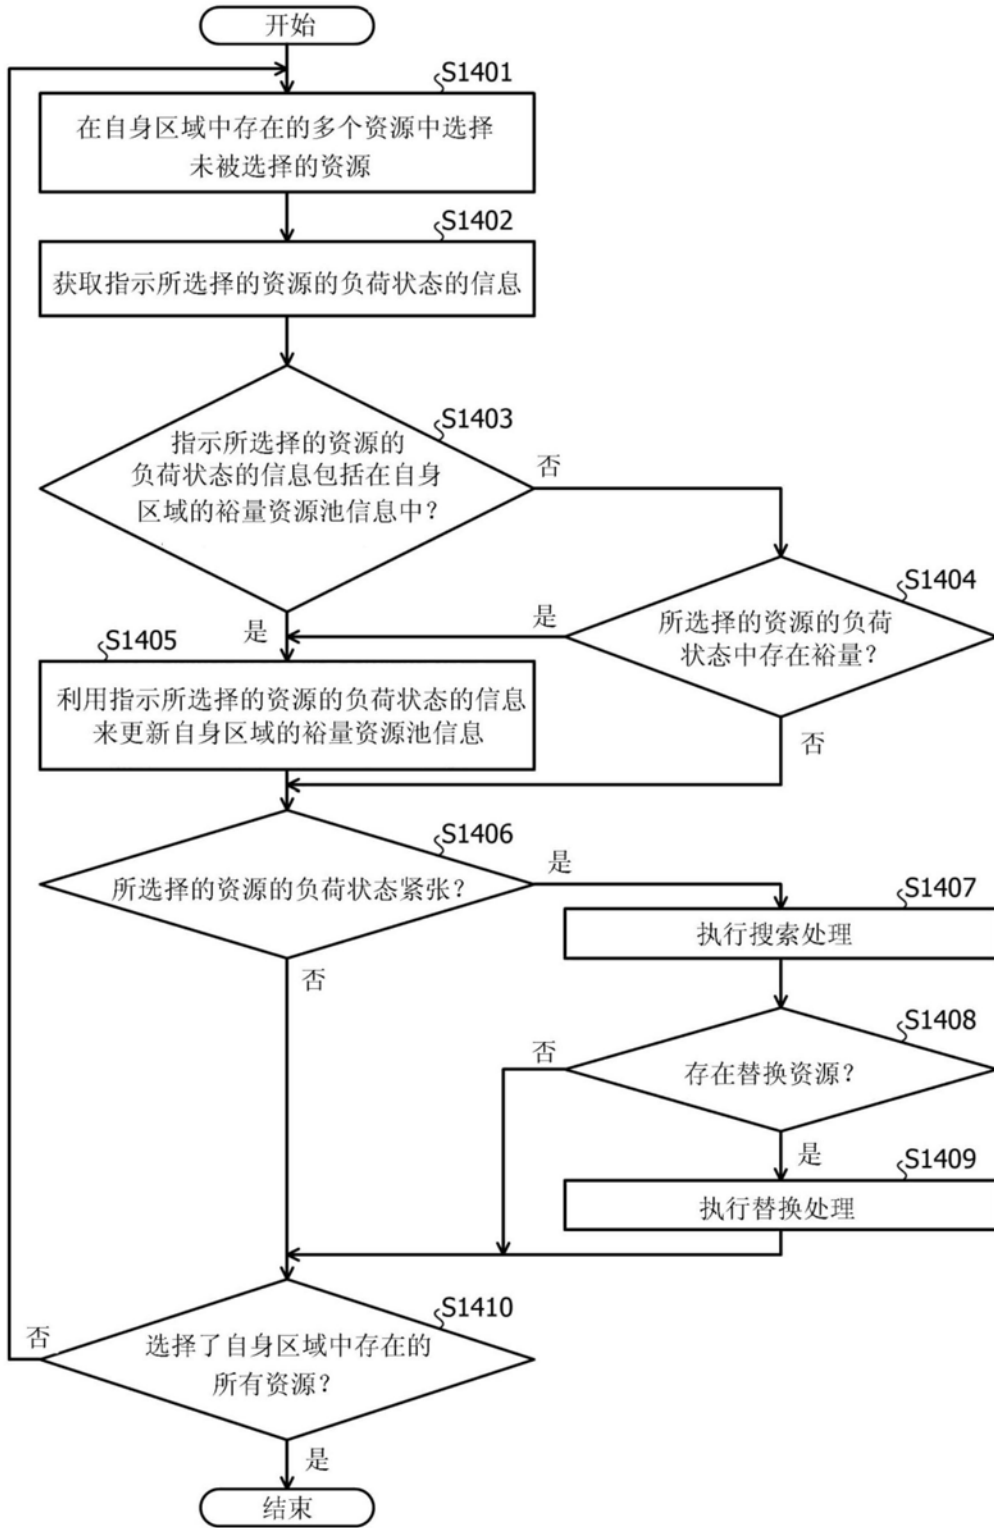 开始
S1401
在自身区域中存在的多个资源中选择
未被选择的资源
S1402
获取指示所选择的资源的负荷状态的信息
S1403
指示所选择的资源的
负荷状态的信息包括在自身
区域的裕量资源池信息中?
否
是
S1404
所选择的资源的负荷
状态中存在裕量?
是
否
S1405
利用指示所选择的资源的负荷状态的信息
来更新自身区域的裕量资源池信息
S1406
所选择的资源的负荷状态紧张?
是
否
S1407
执行搜索处理
S1408
存在替换资源?
否
是
S1409
执行替换处理
S1410
选择了自身区域中存在的
所有资源?
否
是
结束